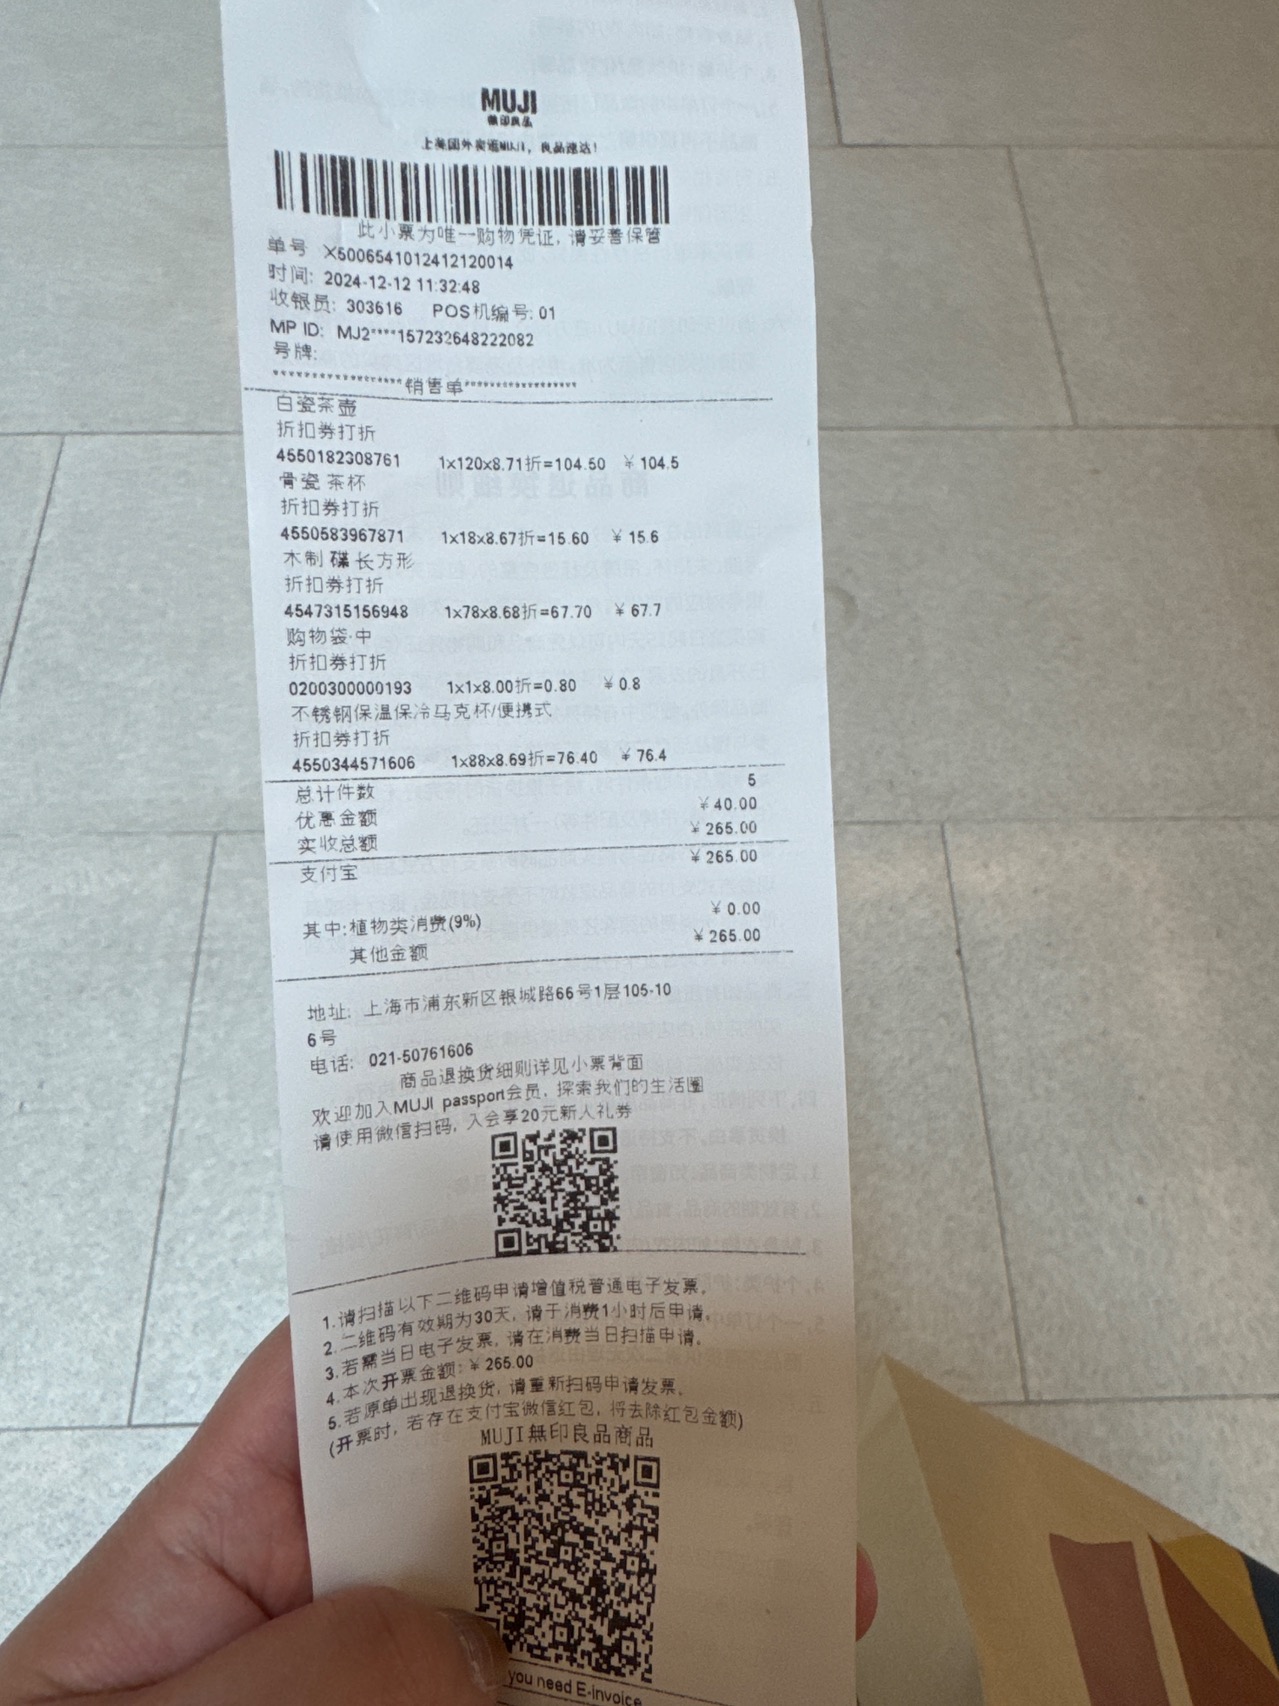 MUJI
無印良品
上美团外卖逛MUJI，良品速达！
此小票为唯一购物凭证，请妥善保管
单号 X5006541012412120014
时间: 2024-12-12 11:32:48
收银员: 303616 POS机编号: 01
MP ID: MJ2****157232648222082
号牌:
******************销售单****************
白瓷茶壶
折扣券打折
4550182308761 1x120x8.71折=104.50 ￥104.5
骨瓷 茶杯
折扣券打折
4550583967871 1x18x8.67折=15.60 ￥15.6
木制 碟 长方形
折扣券打折
4547315156948 1x78x8.68折=67.70 ￥67.7
购物袋·中
折扣券打折
0200300000193 1x1x8.00折=0.80 ￥0.8
不锈钢保温保冷马克杯/便携式
折扣券打折
4550344571606 1x88x8.69折=76.40 ￥76.4
总计件数 5
优惠金额 ￥40.00
实收总额 ￥265.00
支付宝 ￥265.00
其中:植物类消费(9%) ￥0.00
其他金额 ￥265.00
地址: 上海市浦东新区银城路66号1层105-10
6号
电话: 021-50761606
商品退换货细则详见小票背面
欢迎加入MUJI passport会员, 探索我们的生活圈
请使用微信扫码, 入会享20元新人礼券
1.请扫描以下二维码申请增值税普通电子发票。
2.二维码有效期为30天, 请于消费1小时后申请。
3.若需当日电子发票, 请在消费当日扫描申请。
4.本次开票金额: ￥265.00
5.若原单出现退换货, 请重新扫码申请发票。
(开票时, 若存在支付宝微信红包, 将去除红包金额)
MUJI無印良品商品
you need E-invoice